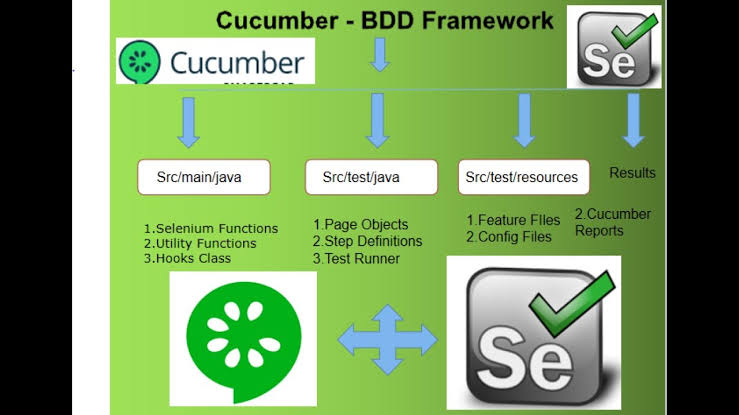 Cucumber - BDD Framework
Cucumber
Se
Src/main/java
Src/test/java
Src/test/resources
Results
1.Selenium Functions
2.Utility Functions
3.Hooks Class
1.Page Objects
2.Step Definitions
3.Test Runner
1.Feature FIles
2.Config Files
2.Cucumber
Reports
Se